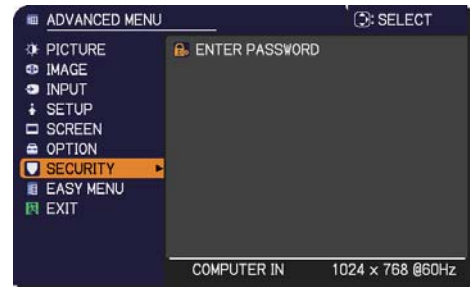 ADVANCED MENU
: SELECT
PICTURE
ENTER PASSWORD
IMAGE
INPUT
SETUP
SCREEN
OPTION
SECURITY
EASY MENU
EXIT
COMPUTER IN
1024 x 768 @60Hz